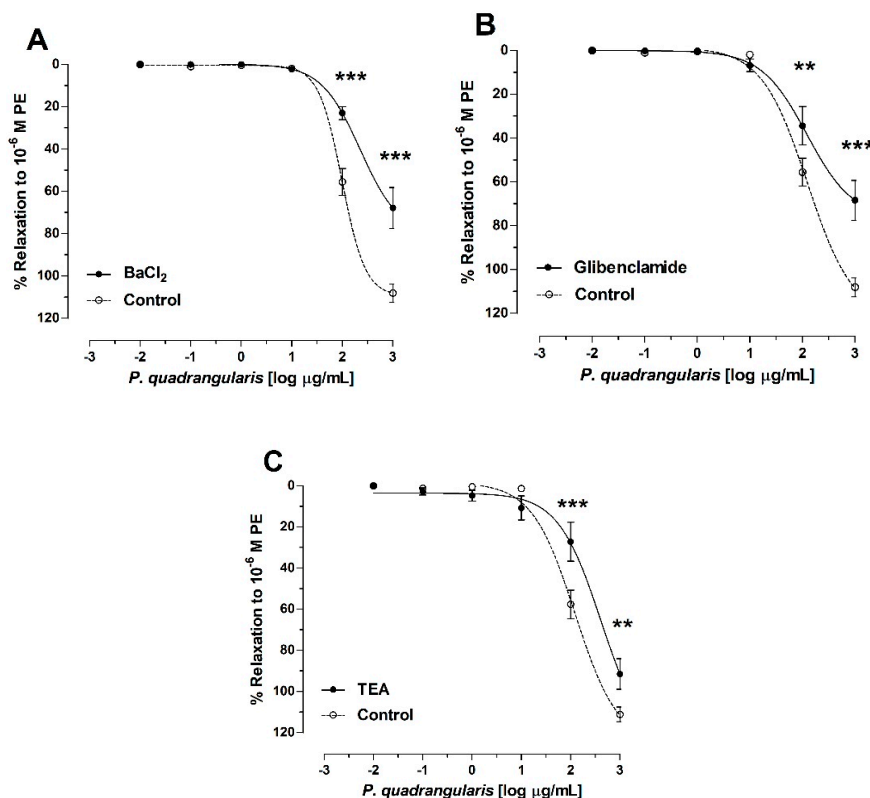 A
% Relaxation to 10⁻⁶ M PE
0
20
40
60
80
100
120
***
***
BaCl₂
Control
-3 -2 -1 0 1 2 3
P. quadrangularis [log µg/mL]
B
% Relaxation to 10⁻⁶ M PE
0
20
40
60
80
100
120
**
***
Glibenclamide
Control
-3 -2 -1 0 1 2 3
P. quadrangularis [log µg/mL]
C
% Relaxation to 10⁻⁶ M PE
0
20
40
60
80
100
120
***
**
TEA
Control
-3 -2 -1 0 1 2 3
P. quadrangularis [log µg/mL]